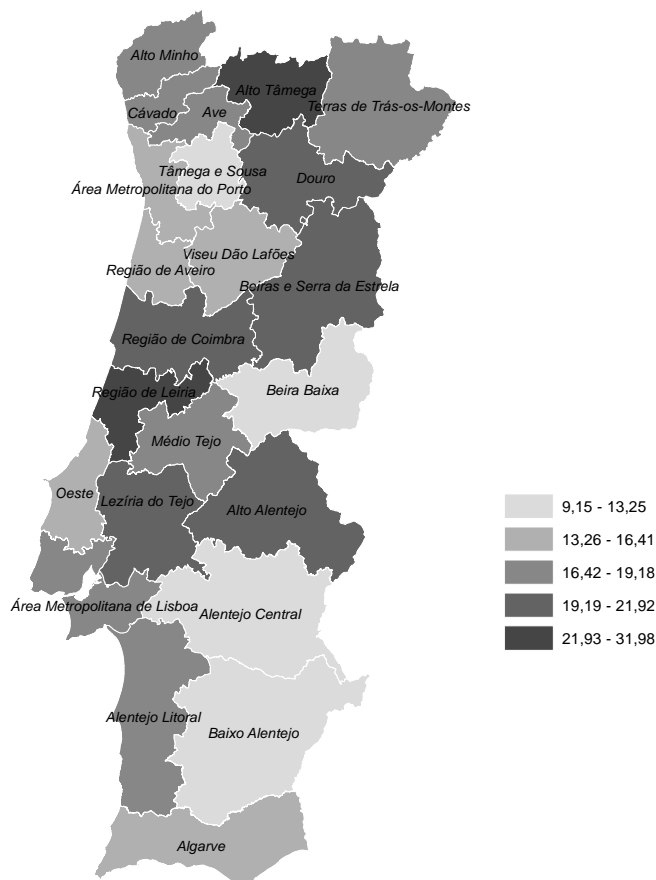 Alto Minho
Alto Tâmega
Terras de Trás-os-Montes
Cávado
Ave
Tâmega e Sousa
Douro
Área Metropolitana do Porto
Viseu Dão Lafões
Região de Aveiro
Beiras e Serra da Estrela
Região de Coimbra
Região de Leiria
Beira Baixa
Médio Tejo
Oeste
Lezíria do Tejo
Alto Alentejo
Área Metropolitana de Lisboa
Alentejo Central
Alentejo Litoral
Baixo Alentejo
Algarve
9,15 - 13,25
13,26 - 16,41
16,42 - 19,18
19,19 - 21,92
21,93 - 31,98